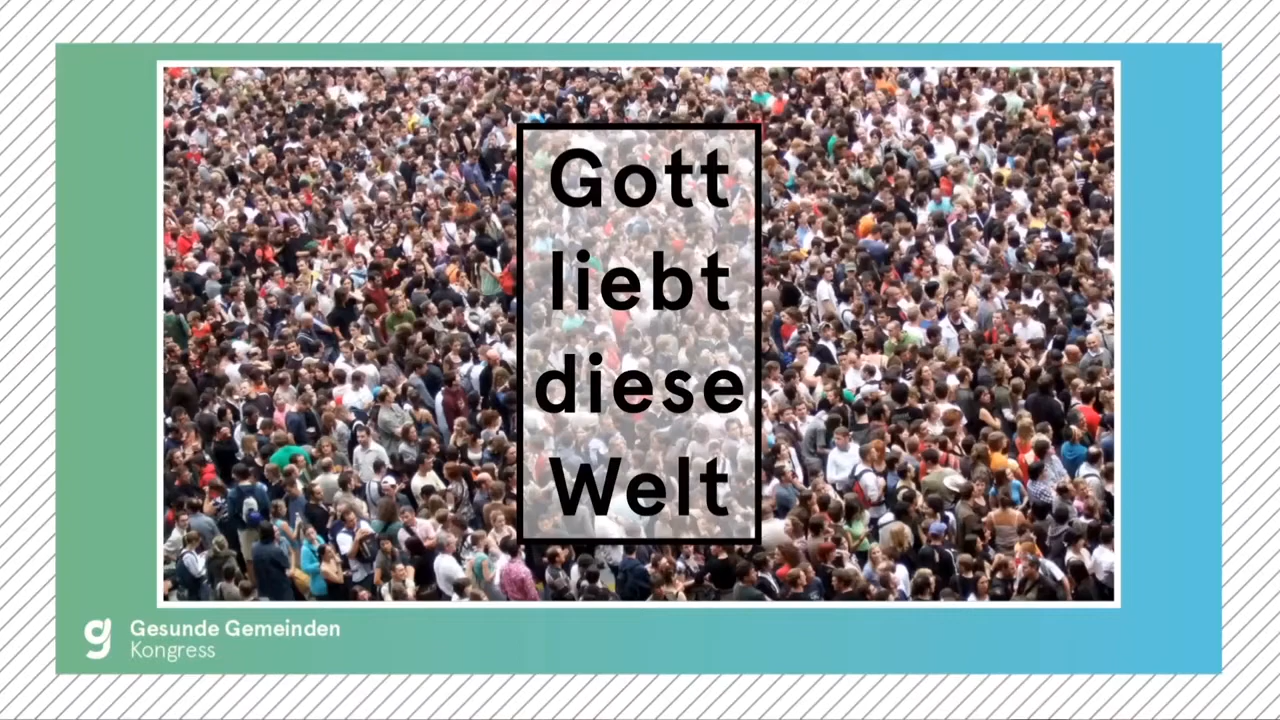 Gott
liebt
diese
Welt
Gesunde Gemeinden
Kongress